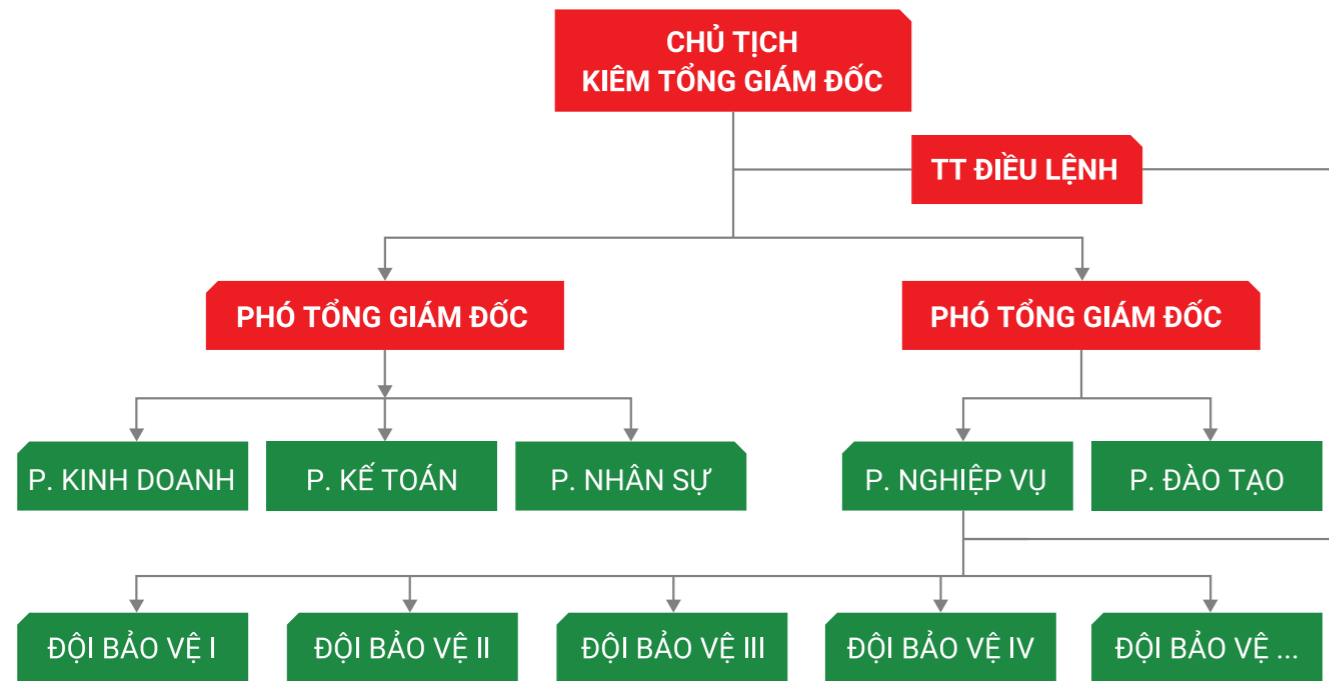 CHỦ TỊCH
KIÊM TỔNG GIÁM ĐỐC
TT ĐIỀU LỆNH
PHÓ TỔNG GIÁM ĐỐC
PHÓ TỔNG GIÁM ĐỐC
P. KINH DOANH
P. KẾ TOÁN
P. NHÂN SỰ
P. NGHIỆP VỤ
P. ĐÀO TẠO
ĐỘI BẢO VỆ I
ĐỘI BẢO VỆ II
ĐỘI BẢO VỆ III
ĐỘI BẢO VỆ IV
ĐỘI BẢO VỆ ...